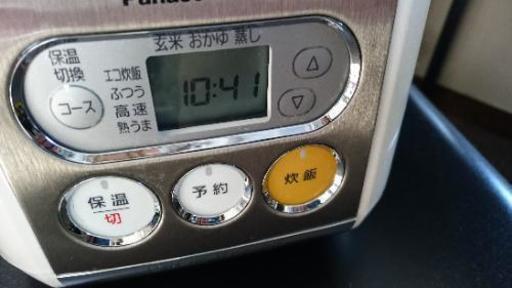 Panasonic
玄米 おかゆ 蒸し
保温
切換
コース
エコ炊飯
ふつう
高速
熟うま
10:41
△
▽
保温
切
予約
炊飯